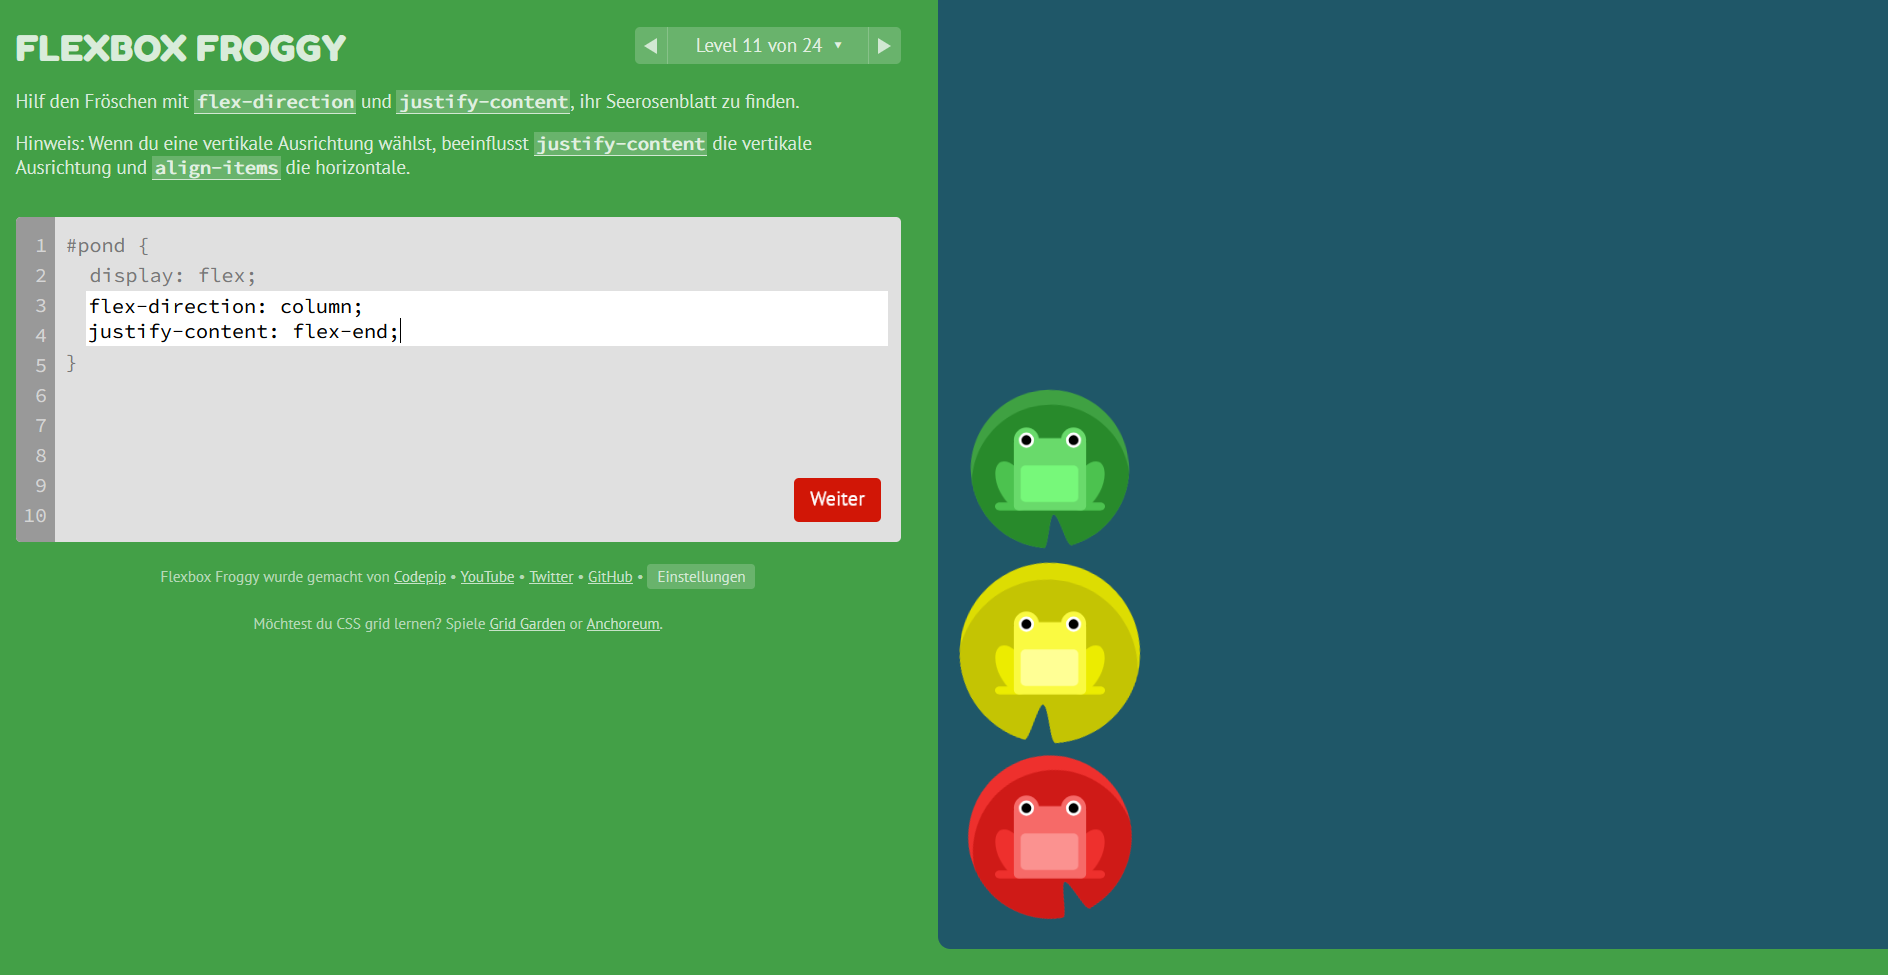 FLEXBOX FROGGY
◀ Level 11 von 24 ▼ ▶
Hilf den Fröschen mit flex-direction und justify-content, ihr Seerosenblatt zu finden.
Hinweis: Wenn du eine vertikale Ausrichtung wählst, beeinflusst justify-content die vertikale
Ausrichtung und align-items die horizontale.
1 #pond {
2 display: flex;
3 flex-direction: column;
4 justify-content: flex-end;
5 }
6
7
8
9
10
Weiter
Flexbox Froggy wurde gemacht von Codepip • YouTube • Twitter • GitHub • Einstellungen
Möchtest du CSS grid lernen? Spiele Grid Garden or Anchoreum.